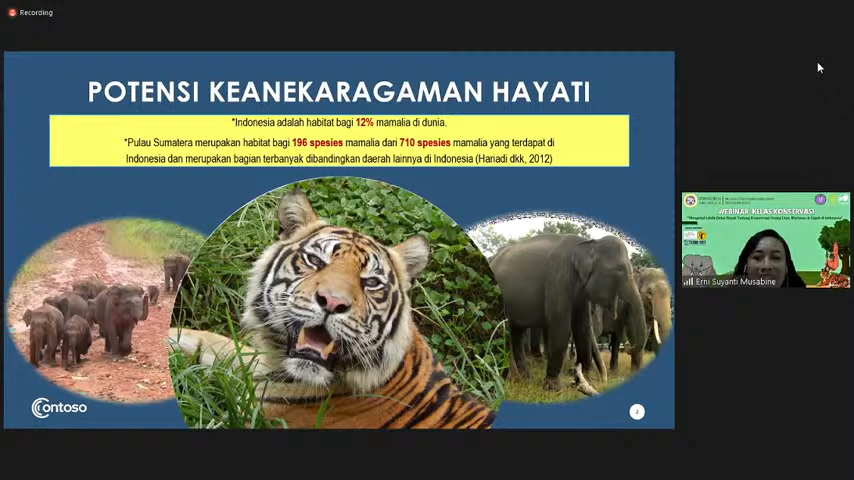 Recording
POTENSI KEANEKARAGAMAN HAYATI
*Indonesia adalah habitat bagi 12% mamalia di dunia.
*Pulau Sumatera merupakan habitat bagi 196 spesies mamalia dari 710 spesies mamalia yang terdapat di
Indonesia dan merupakan bagian terbanyak dibandingkan daerah lainnya di Indonesia (Hariadi dkk, 2012)
Contoso
2
WEBINAR KELAS KONSERVASI
Erni Suyanti Musabine